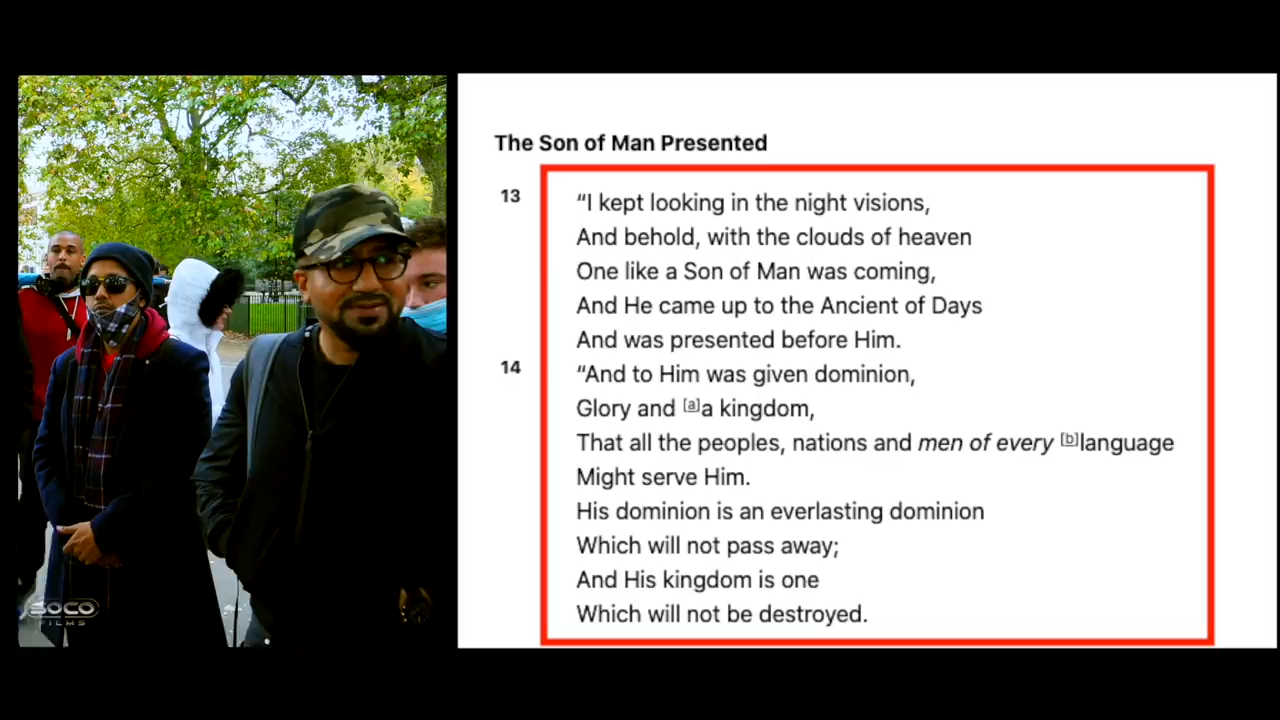 The Son of Man Presented
13 “I kept looking in the night visions,
And behold, with the clouds of heaven
One like a Son of Man was coming,
And He came up to the Ancient of Days
And was presented before Him.
14 “And to Him was given dominion,
Glory and [a]a kingdom,
That all the peoples, nations and men of every [b]language
Might serve Him.
His dominion is an everlasting dominion
Which will not pass away;
And His kingdom is one
Which will not be destroyed.
SOCO
FILMS